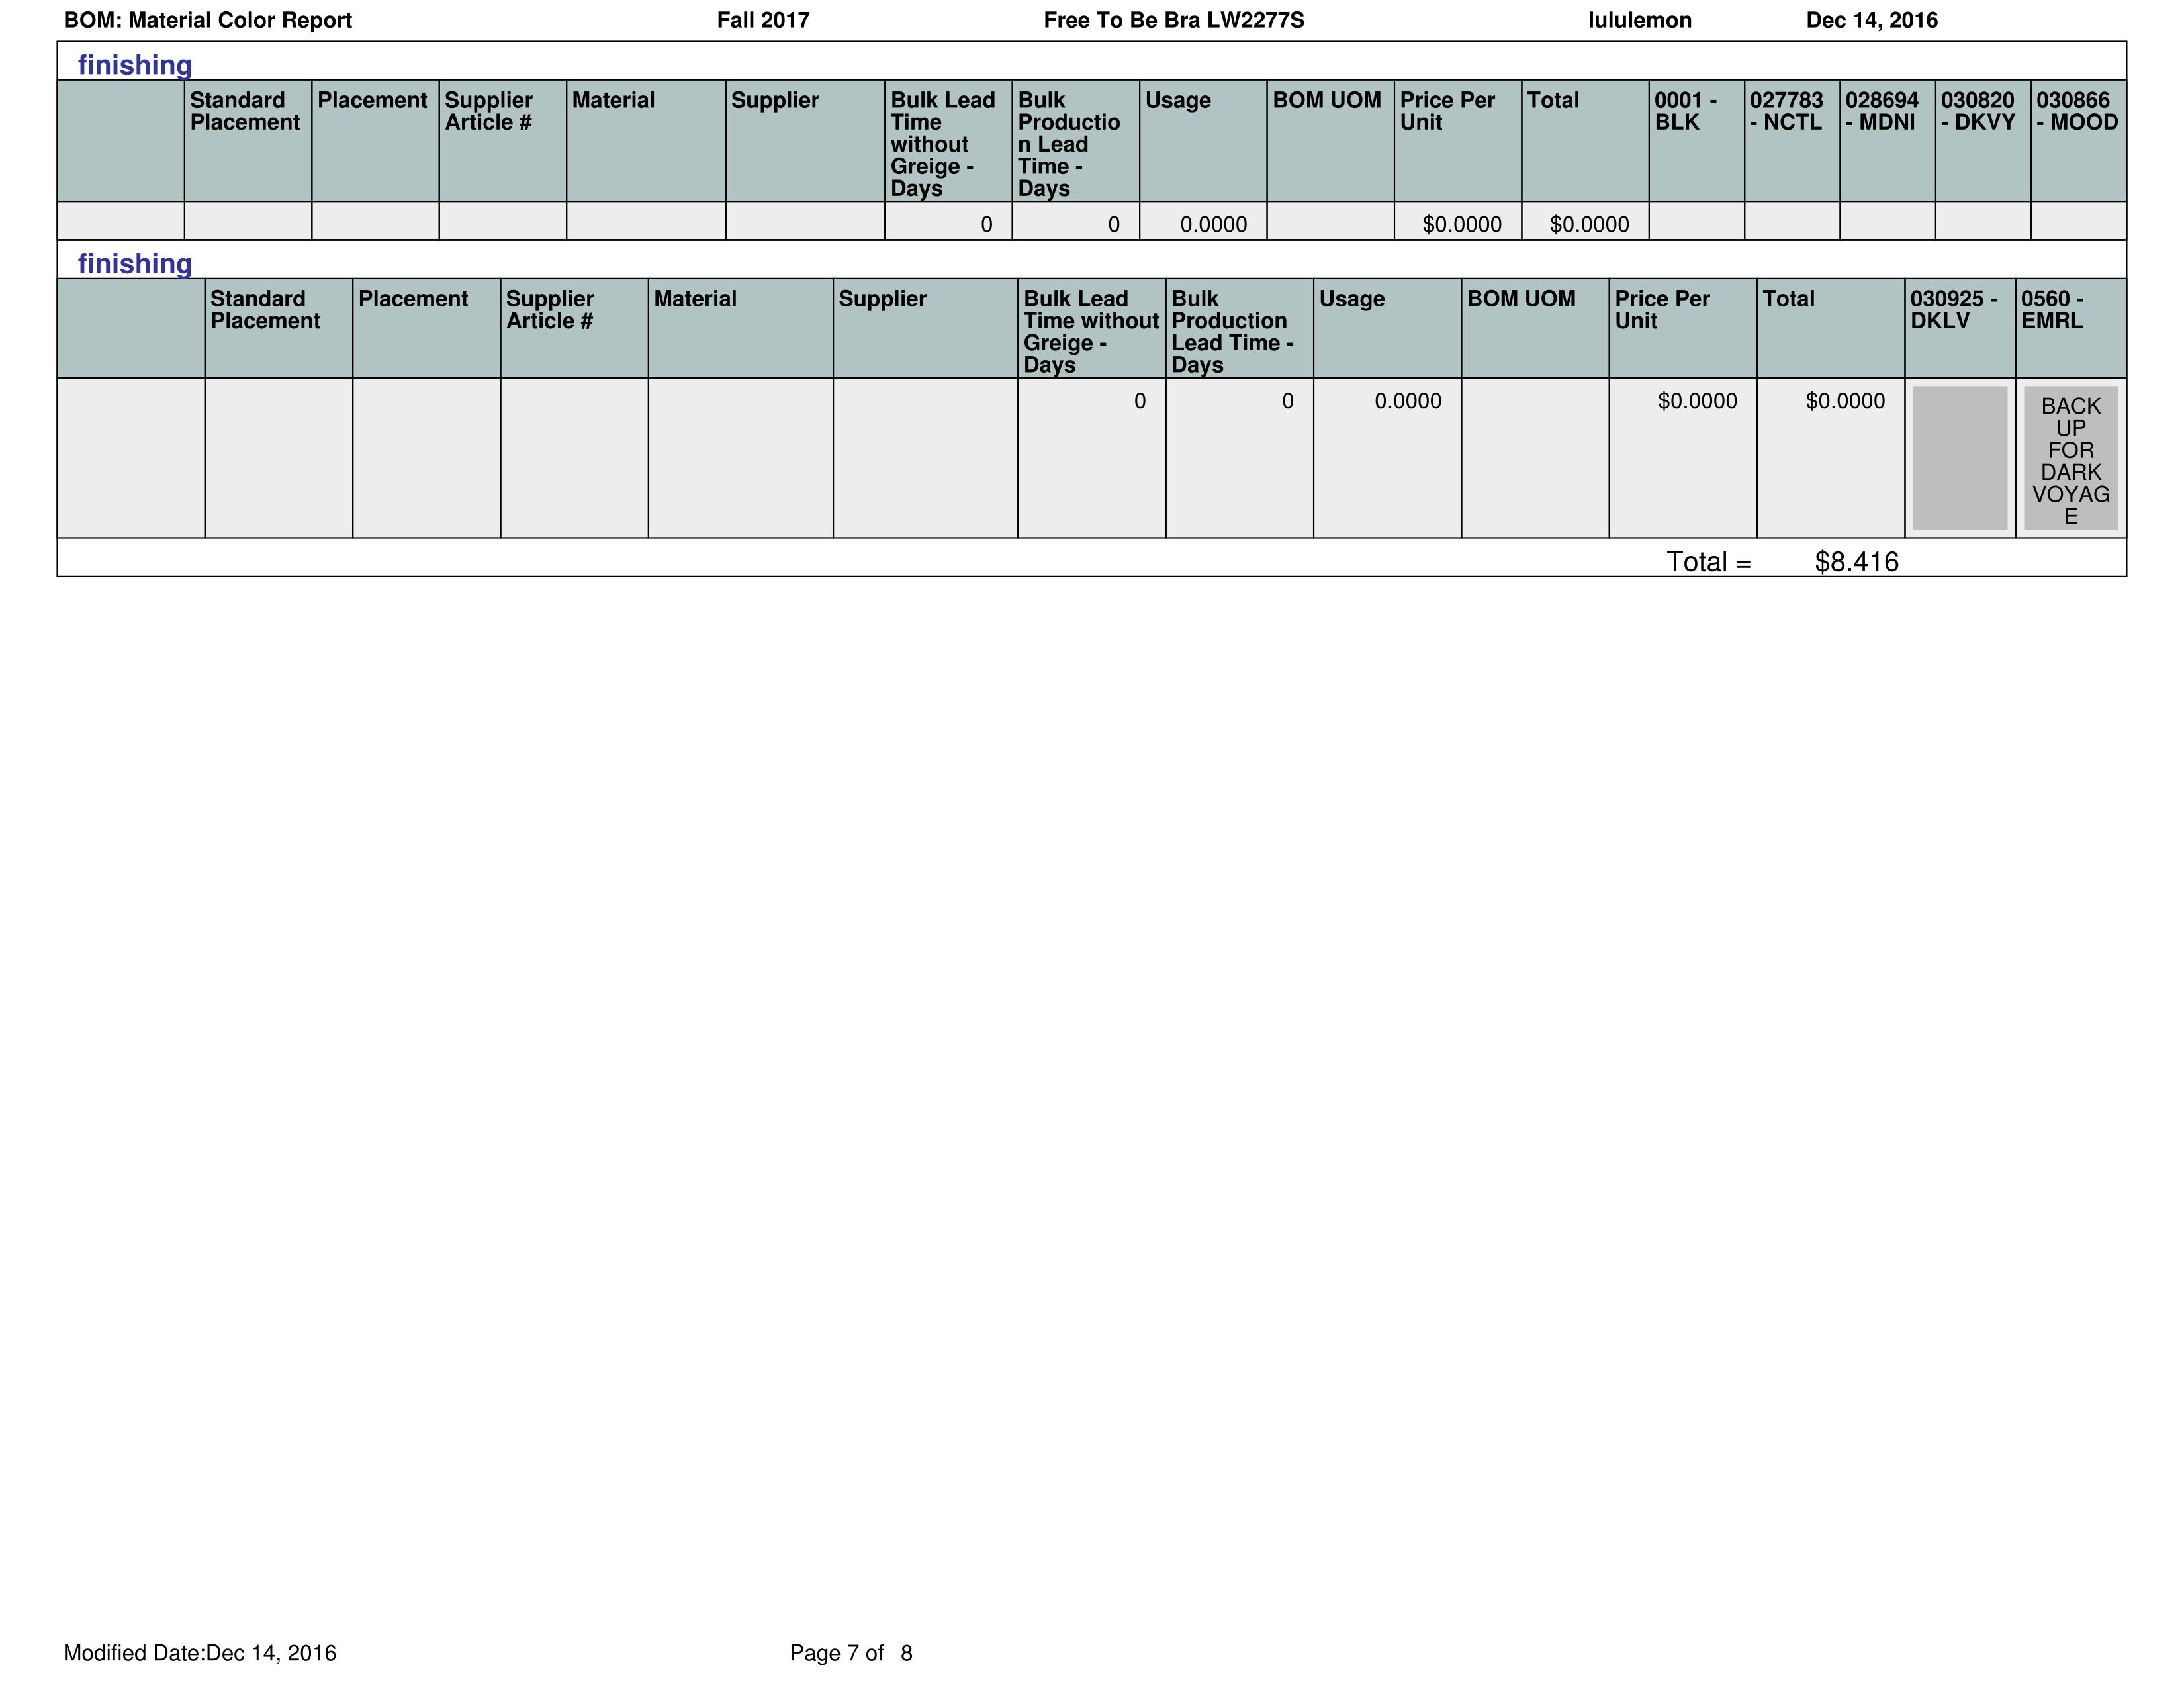 BOM: Material Color Report Fall 2017 Free To Be Bra LW2277S lululemon Dec 14, 2016
finishing
Standard Placement Placement Supplier Article # Material Supplier Bulk Lead Time without Greige - Days Bulk Productio n Lead Time - Days Usage BOM UOM Price Per Unit Total 0001 - BLK 027783 - NCTL 028694 - MDNI 030820 - DKVY 030866 - MOOD
0 0 0.0000 $0.0000 $0.0000
finishing
Standard Placement Placement Supplier Article # Material Supplier Bulk Lead Time without Greige - Days Bulk Production Lead Time - Days Usage BOM UOM Price Per Unit Total 030925 - DKLV 0560 - EMRL
0 0 0.0000 $0.0000 $0.0000 BACK UP FOR DARK VOYAG E
Total = $8.416
Modified Date:Dec 14, 2016 Page 7 of 8